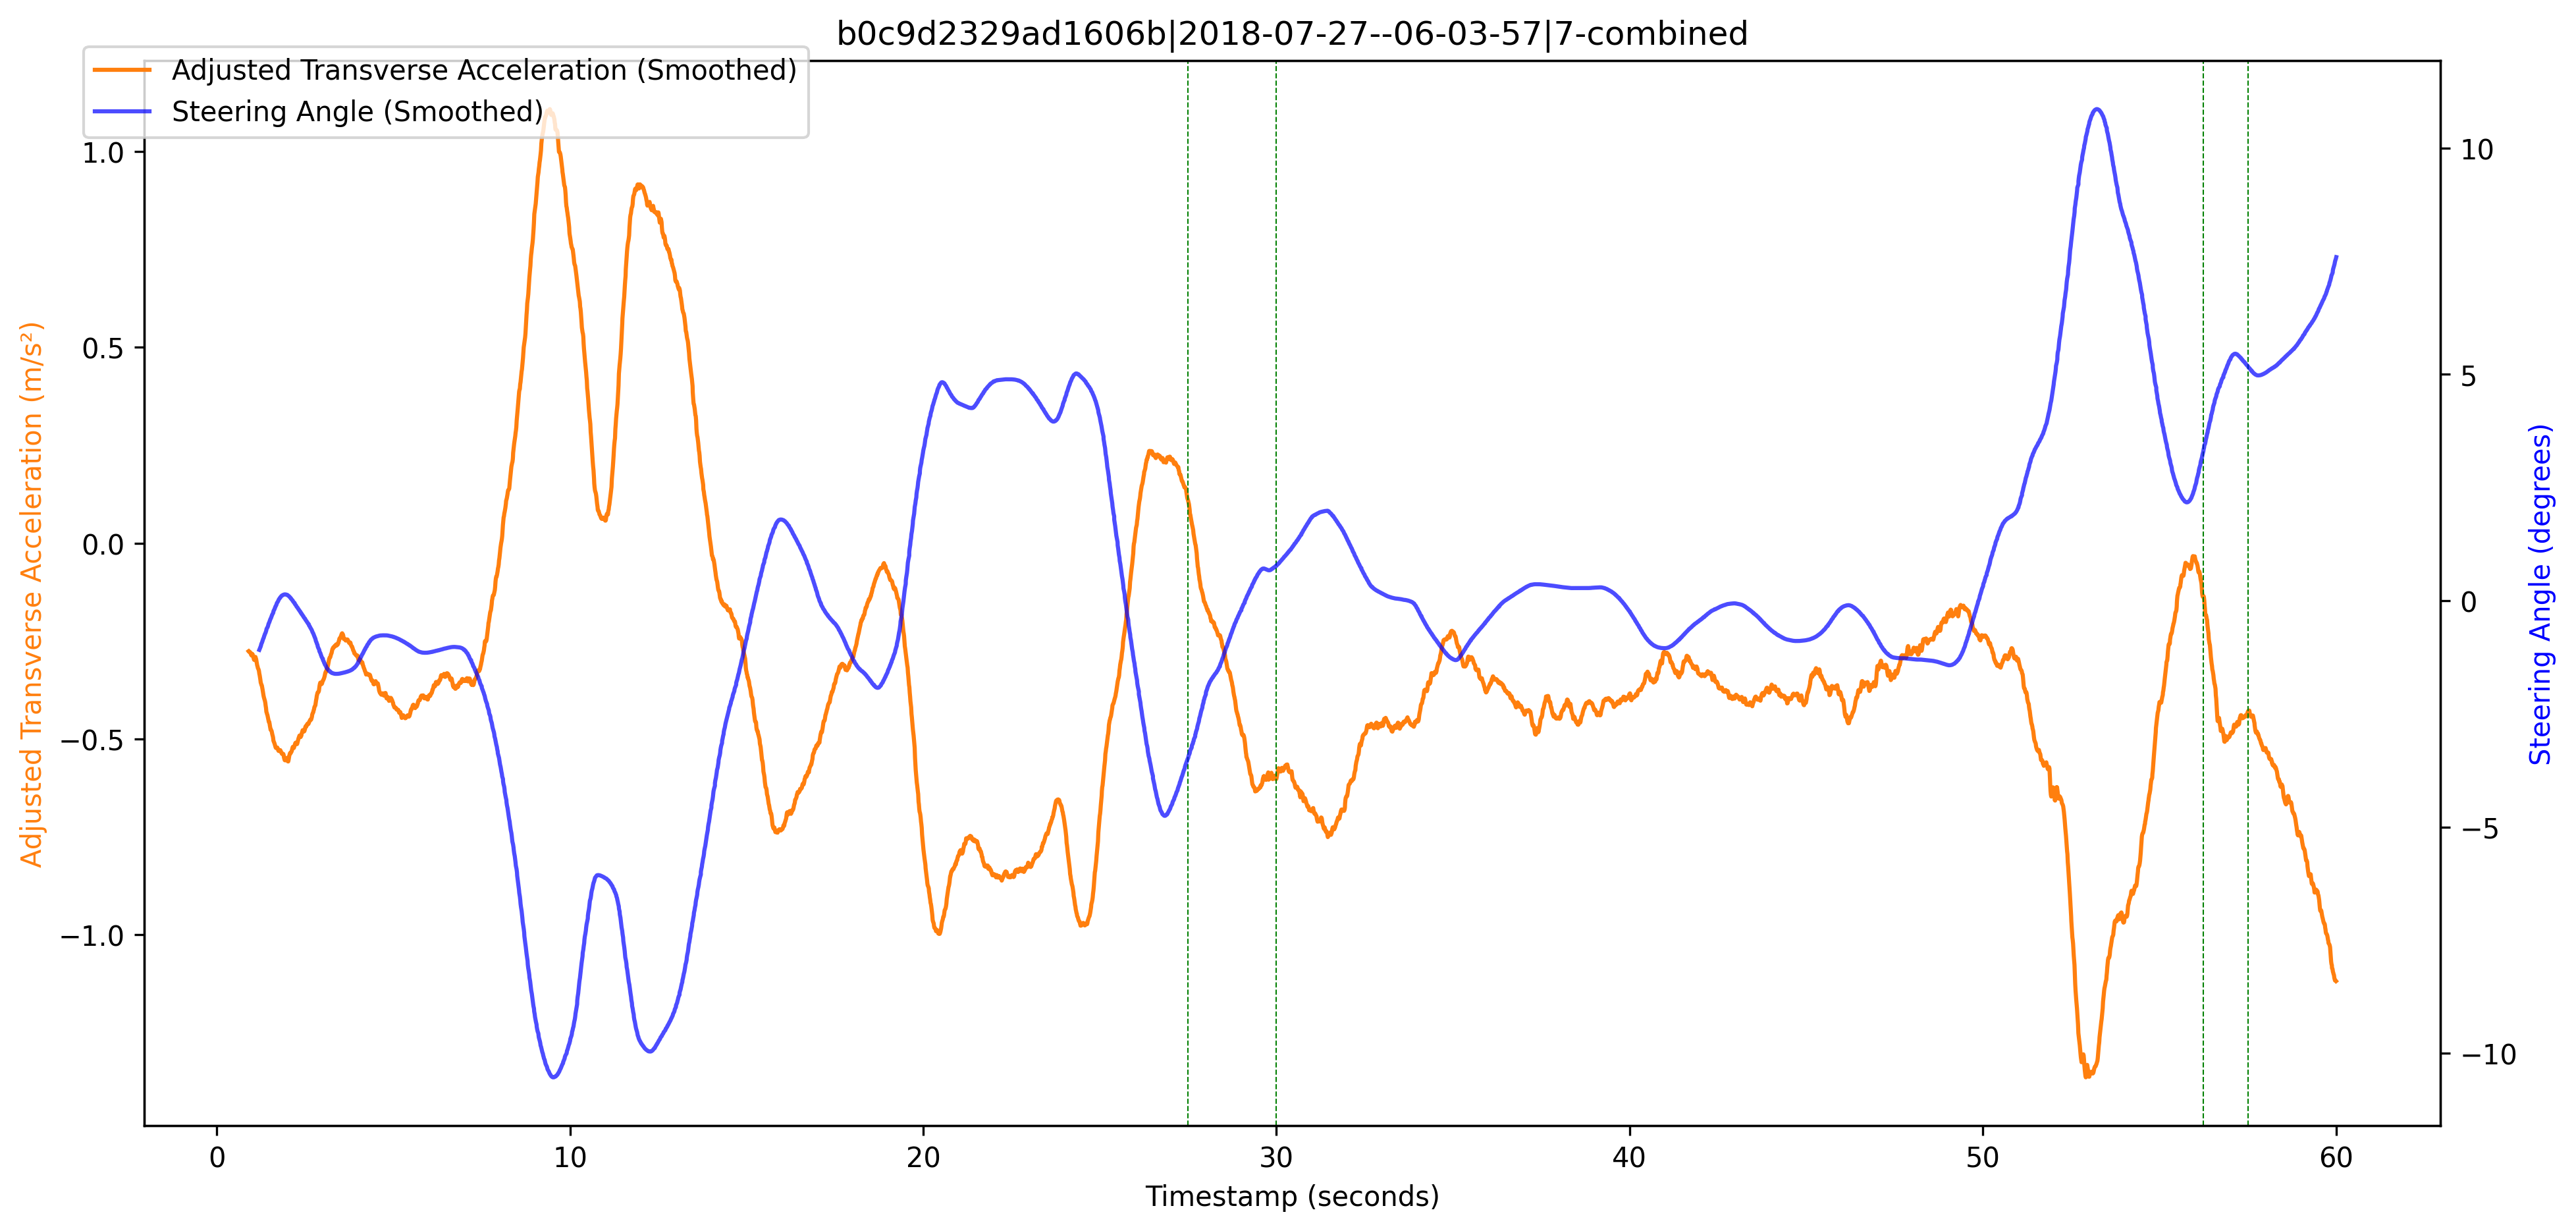 b0c9d2329ad1606b|2018-07-27--06-03-57|7-combined
Adjusted Transverse Acceleration (Smoothed)
Steering Angle (Smoothed)
Adjusted Transverse Acceleration (m/s²)
1.0
0.5
0.0
−0.5
−1.0
10
5
0
−5
−10
Steering Angle (degrees)
0 10 20 30 40 50 60
Timestamp (seconds)